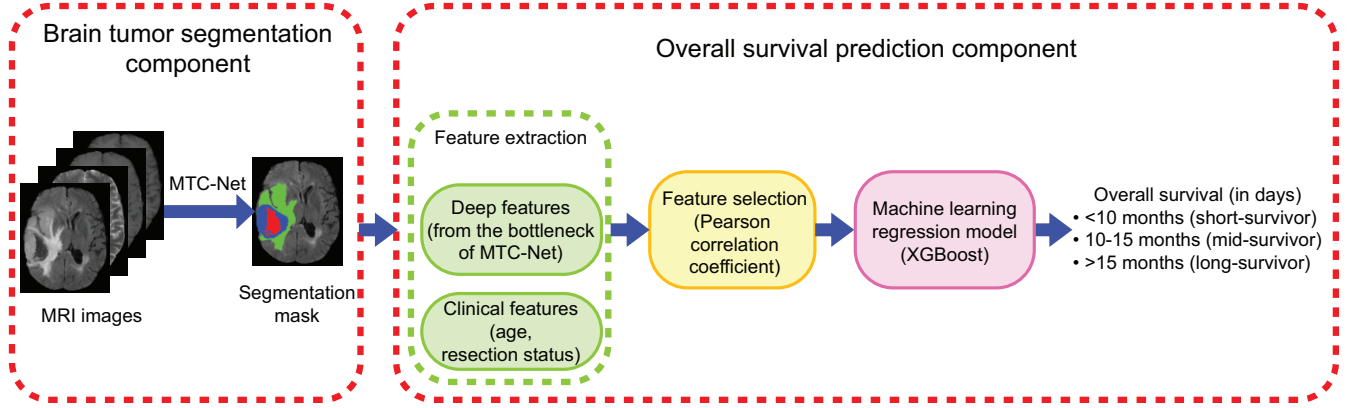 Brain tumor segmentation
component
MTC-Net
MRI images
Segmentation
mask
Overall survival prediction component
Feature extraction
Deep features
(from the bottleneck
of MTC-Net)
Clinical features
(age,
resection status)
Feature selection
(Pearson
correlation
coefficient)
Machine learning
regression model
(XGBoost)
Overall survival (in days)
• <10 months (short-survivor)
• 10-15 months (mid-survivor)
• >15 months (long-survivor)